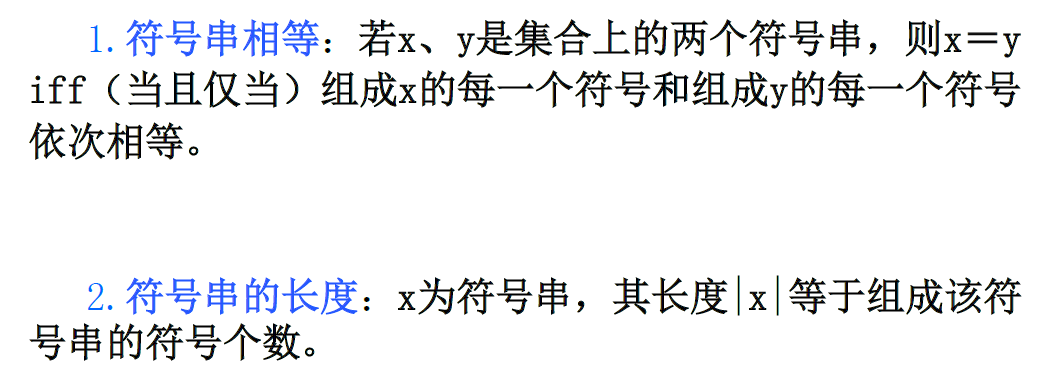 1.符号串相等：若x、y是集合上的两个符号串，则x＝y
iff（当且仅当）组成x的每一个符号和组成y的每一个符号
依次相等。
2.符号串的长度：x为符号串，其长度|x|等于组成该符
号串的符号个数。